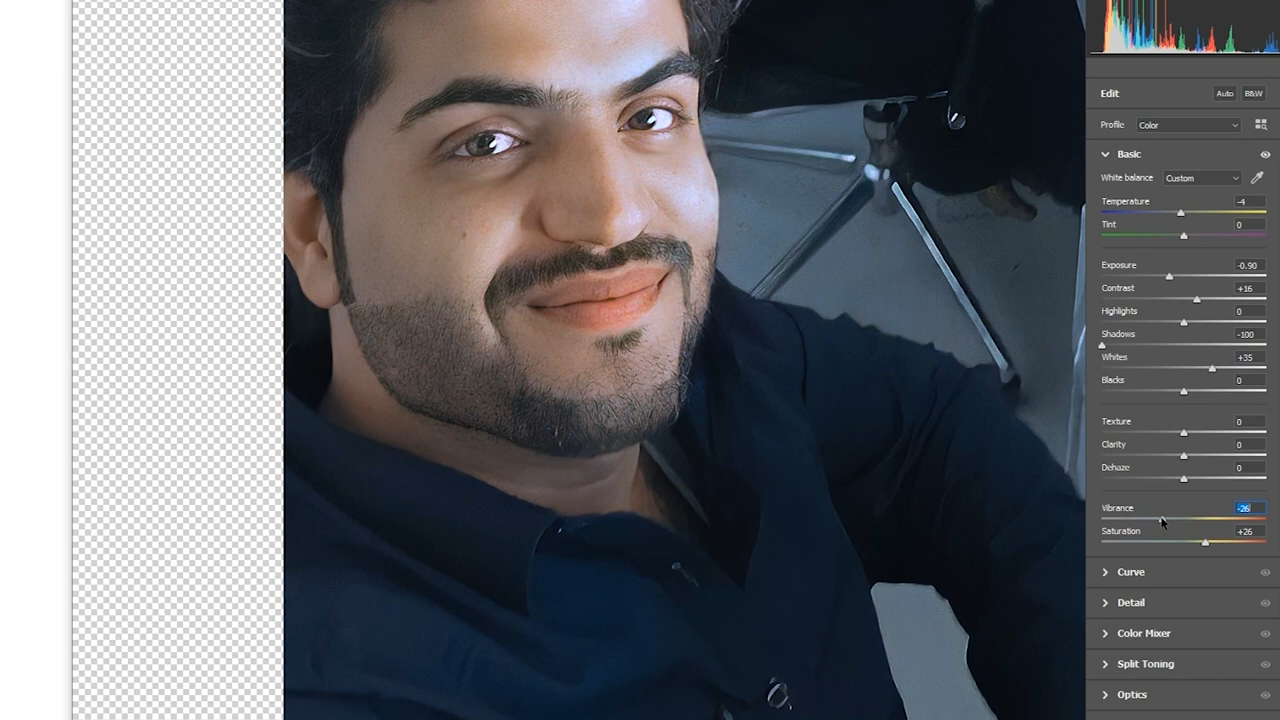 Edit Auto B&W
Profile Color
Basic
White balance Custom
Temperature -4
Tint 0
Exposure -0.90
Contrast +16
Highlights 0
Shadows -100
Whites +35
Blacks 0
Texture 0
Clarity 0
Dehaze 0
Vibrance -26
Saturation +26
Curve
Detail
Color Mixer
Split Toning
Optics